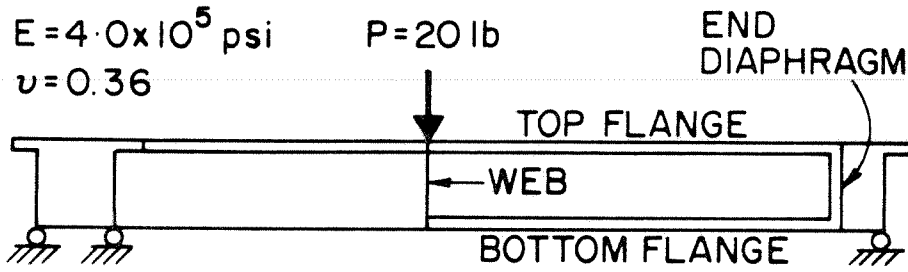 E=4·0x10⁵ psi
P=20 lb
END
DIAPHRAGM
υ=0.36
TOP FLANGE
WEB
BOTTOM FLANGE